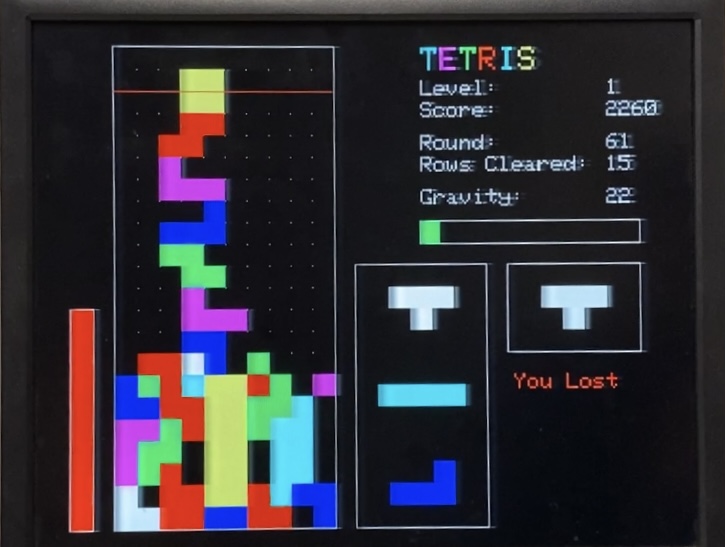 TETRIS
Level: 1
Score: 2260
Round: 61
Rows Cleared: 15
Gravity: 22
You Lost